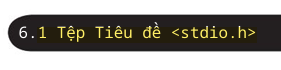 6.1 Tệp Tiêu đề <stdio.h>